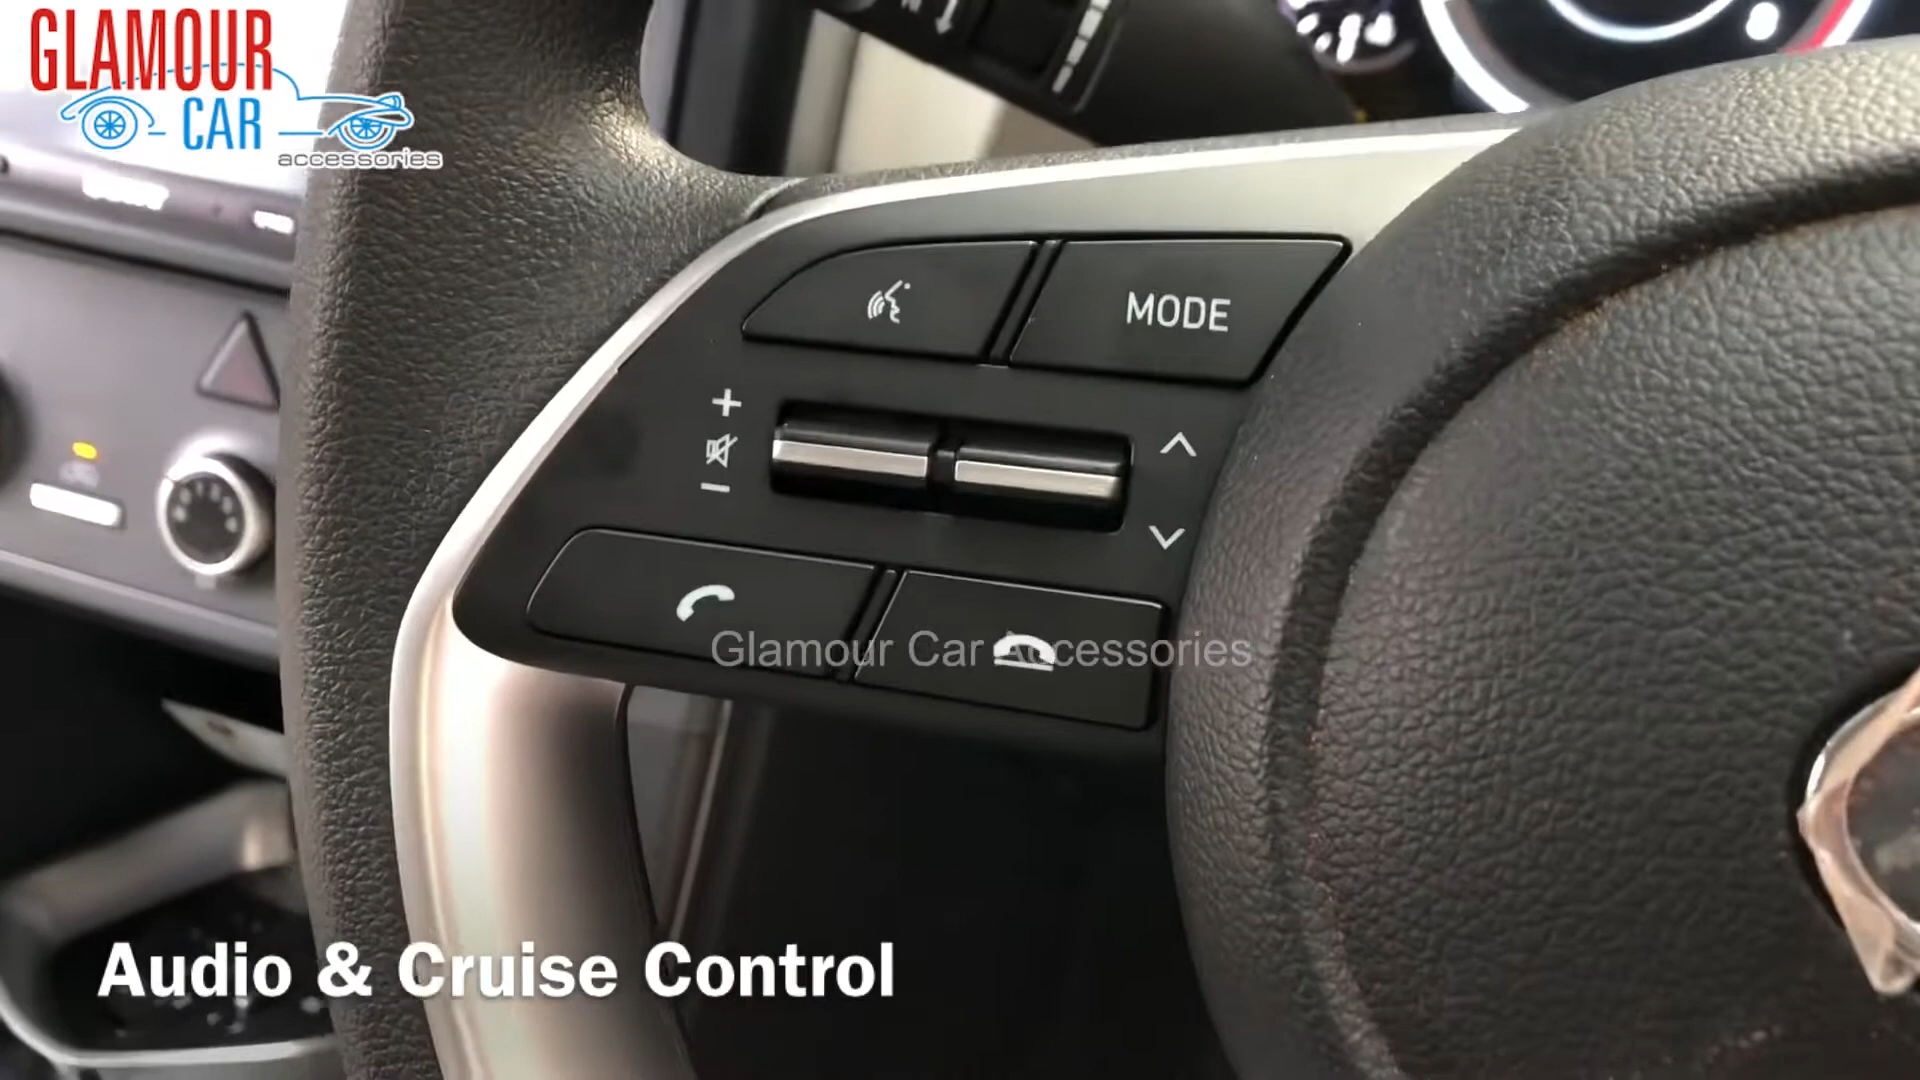 GLAMOUR
CAR
accessories
MODE
+
−
Glamour Car Accessories
Audio & Cruise Control